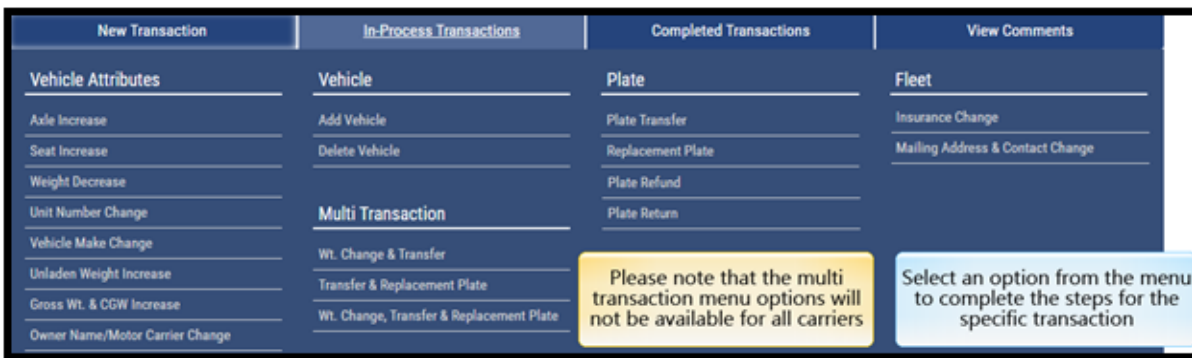 New Transaction
In-Process Transactions
Completed Transactions
View Comments
Vehicle Attributes
Axle Increase
Seat Increase
Weight Decrease
Unit Number Change
Vehicle Make Change
Unladen Weight Increase
Gross Wt. & CGW Increase
Owner Name/Motor Carrier Change
Vehicle
Add Vehicle
Delete Vehicle
Multi Transaction
Wt. Change & Transfer
Transfer & Replacement Plate
Wt. Change, Transfer & Replacement Plate
Plate
Plate Transfer
Replacement Plate
Plate Refund
Plate Return
Fleet
Insurance Change
Mailing Address & Contact Change
Please note that the multi
transaction menu options will
not be available for all carriers
Select an option from the menu
to complete the steps for the
specific transaction